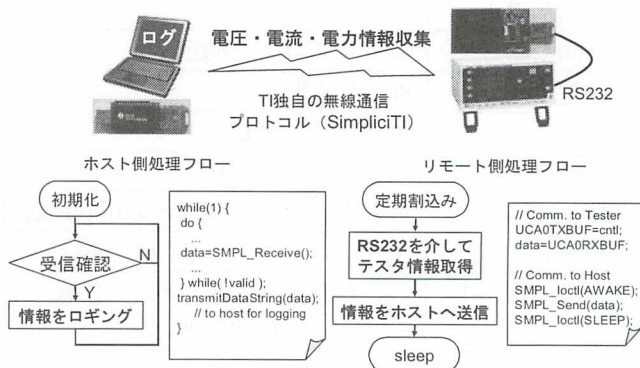 ログ
電圧・電流・電力情報収集
TI独自の無線通信
プロトコル（SimpliciTI）
RS232
ホスト側処理フロー
初期化
受信確認
N
Y
情報をロギング
while(1) {
do {
...
data=SMPL_Receive();
...
} while( !valid );
transmitDataString(data);
// to host for logging
}
リモート側処理フロー
定期割込み
RS232を介して
テスタ情報取得
情報をホストへ送信
sleep
// Comm. to Tester
UCA0TXBUF=cntl;
data=UCA0RXBUF;
// Comm. to Host
SMPL_Ioctl(AWAKE);
SMPL_Send(data);
SMPL_Ioctl(SLEEP);